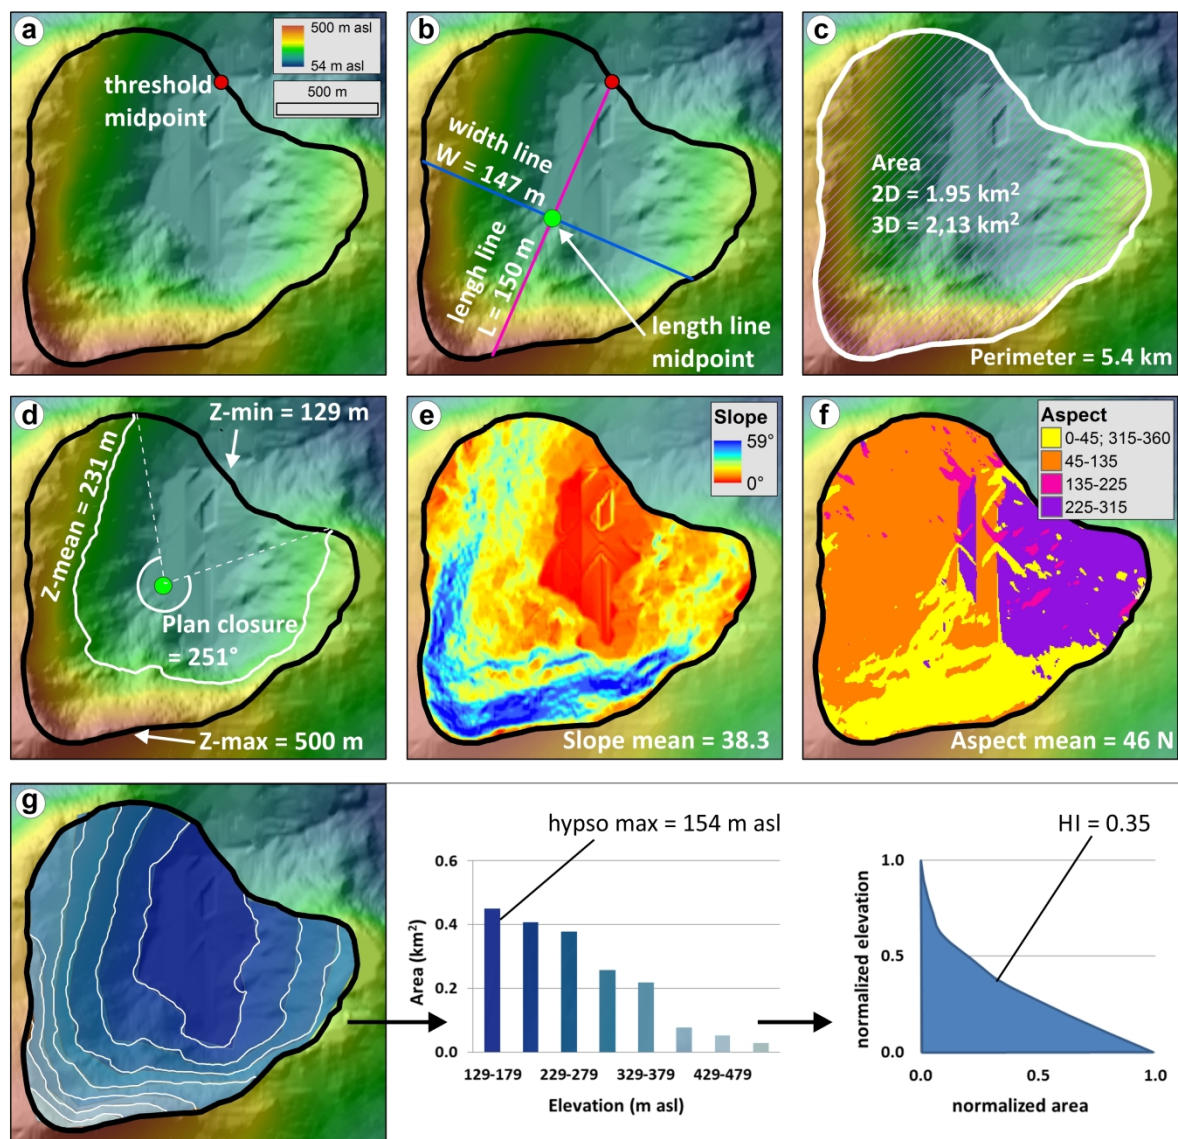 a
500 m asl
54 m asl
500 m
threshold
midpoint
b
width line
W = 147 m
lengh line
L = 150 m
length line
midpoint
c
Area
2D = 1.95 km²
3D = 2,13 km²
Perimeter = 5.4 km
d
Z-min = 129 m
Z-mean = 231 m
Plan closure
= 251°
Z-max = 500 m
e
Slope
59°
0°
Slope mean = 38.3
f
Aspect
0-45; 315-360
45-135
135-225
225-315
Aspect mean = 46 N
g
hypso max = 154 m asl
0.6
0.4
0.2
0.0
Area (km²)
129-179 229-279 329-379 429-479
Elevation (m asl)
HI = 0.35
1.0
0.5
0.0
normalized elevation
0.0 0.5 1.0
normalized area